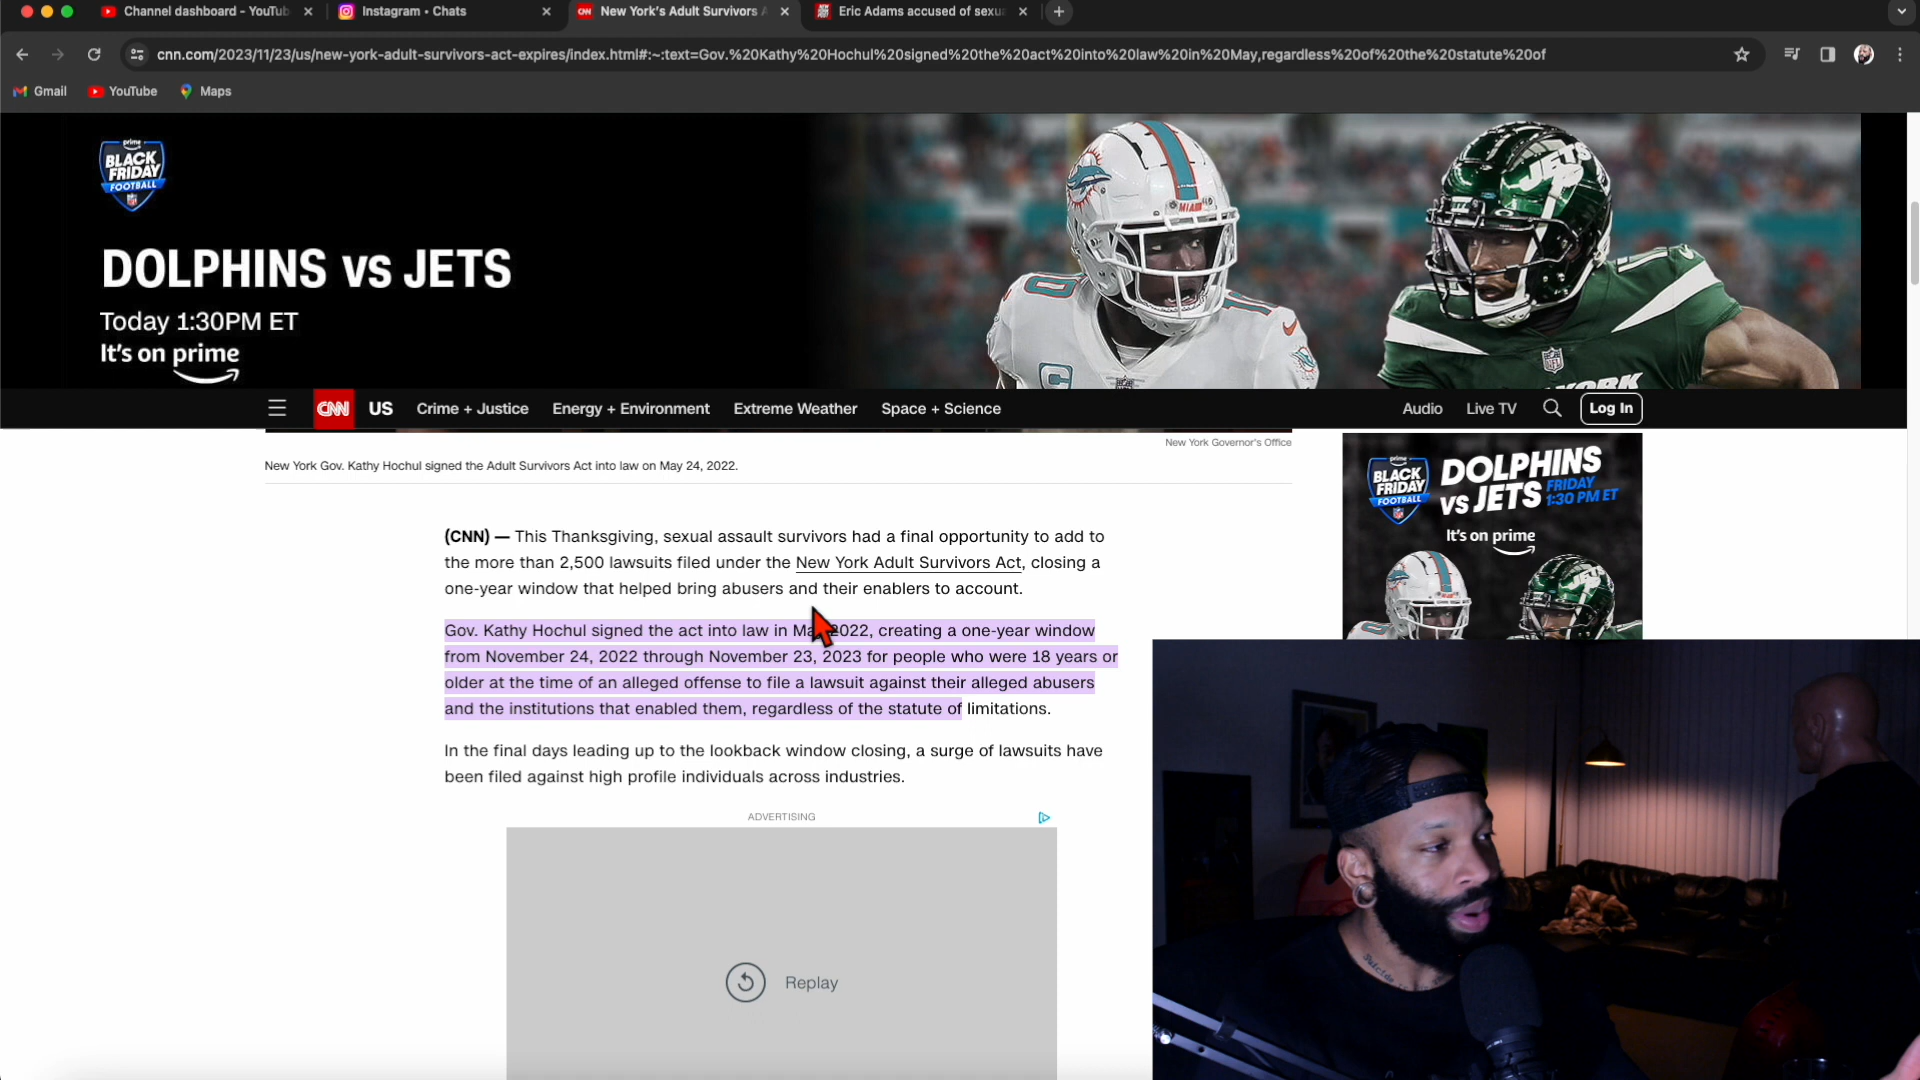 Channel dashboard - YouTub
Instagram • Chats
New York's Adult Survivors A
Eric Adams accused of sexu
cnn.com/2023/11/23/us/new-york-adult-survivors-act-expires/index.html#:~:text=Gov.%20Kathy%20Hochul%20signed%20the%20act%20into%20law%20in%20May,regardless%20of%20the%20statute%20of
Gmail
YouTube
Maps
prime
BLACK
FRIDAY
FOOTBALL
DOLPHINS vs JETS
Today 1:30PM ET
It's on prime
MIAMI
JETS
CNN US Crime + Justice Energy + Environment Extreme Weather Space + Science Audio Live TV Log In
New York Governor's Office
New York Gov. Kathy Hochul signed the Adult Survivors Act into law on May 24, 2022.
(CNN) — This Thanksgiving, sexual assault survivors had a final opportunity to add to
the more than 2,500 lawsuits filed under the New York Adult Survivors Act, closing a
one-year window that helped bring abusers and their enablers to account.
Gov. Kathy Hochul signed the act into law in May 2022, creating a one-year window
from November 24, 2022 through November 23, 2023 for people who were 18 years or
older at the time of an alleged offense to file a lawsuit against their alleged abusers
and the institutions that enabled them, regardless of the statute of limitations.
In the final days leading up to the lookback window closing, a surge of lawsuits have
been filed against high profile individuals across industries.
ADVERTISING
Replay
prime
BLACK
FRIDAY
FOOTBALL
DOLPHINS
VS JETS FRIDAY
1:30 PM ET
It's on prime